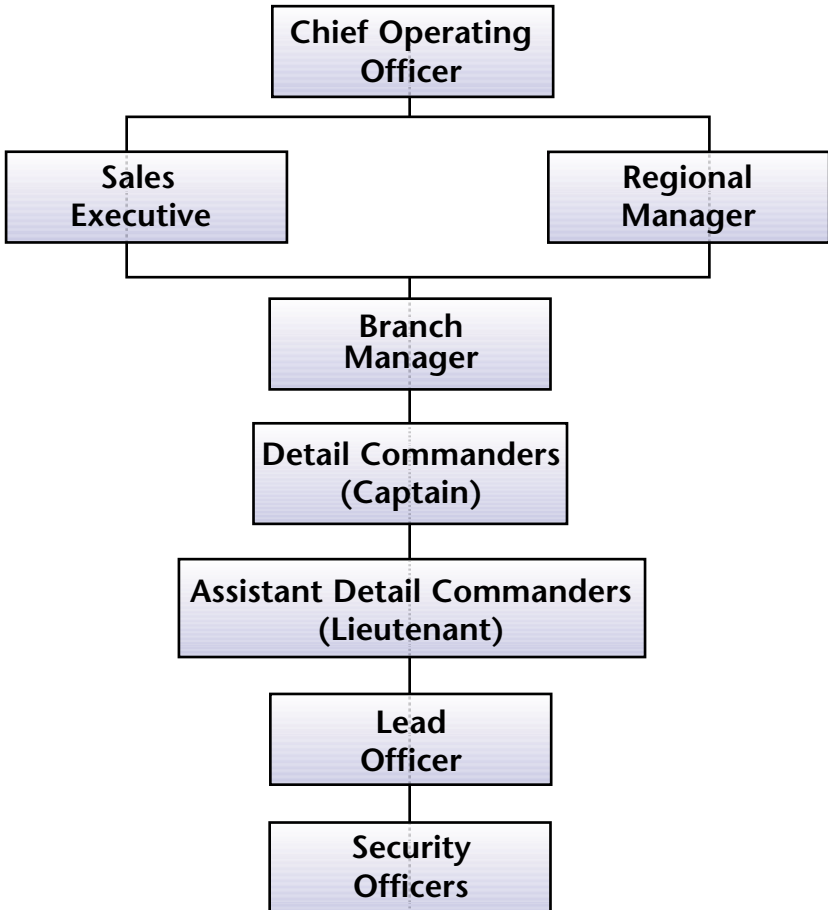 Chief Operating
Officer
Sales
Executive
Regional
Manager
Branch
Manager
Detail Commanders
(Captain)
Assistant Detail Commanders
(Lieutenant)
Lead
Officer
Security
Officers